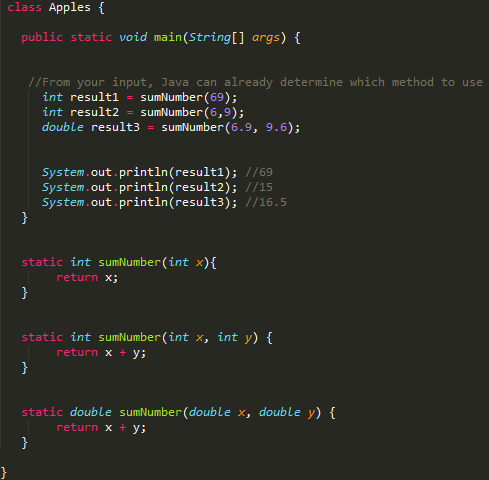 class Apples {
public static void main(String[] args) {
//From your input, Java can already determine which method to use
int result1 = sumNumber(69);
int result2 = sumNumber(6,9);
double result3 = sumNumber(6.9, 9.6);
System.out.println(result1); //69
System.out.println(result2); //15
System.out.println(result3); //16.5
}
static int sumNumber(int x){
return x;
}
static int sumNumber(int x, int y) {
return x + y;
}
static double sumNumber(double x, double y) {
return x + y;
}
}